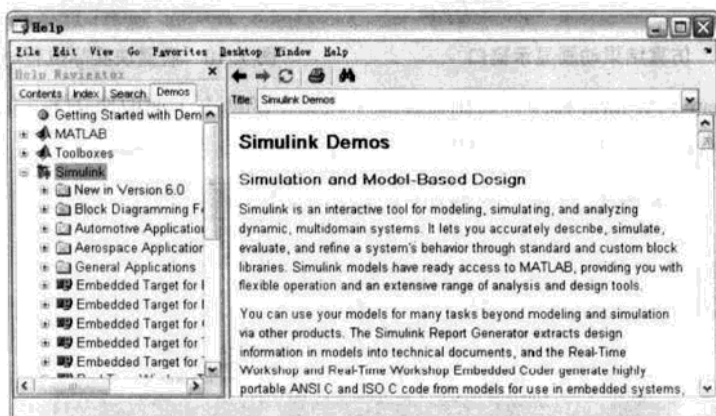 Help
File Edit View Go Favorites Desktop Window Help
Help Navigator
Contents Index Search Demos
Getting Started with Dem
MATLAB
Toolboxes
Simulink
New in Version 6.0
Block Diagramming F
Automotive Application
Aerospace Application
General Applications
Embedded Target for I
Embedded Target for I
Embedded Target for
Embedded Target for
Embedded Target for
Title: Simulink Demos
Simulink Demos
Simulation and Model-Based Design
Simulink is an interactive tool for modeling, simulating, and analyzing
dynamic, multidomain systems. It lets you accurately describe, simulate,
evaluate, and refine a system's behavior through standard and custom block
libraries. Simulink models have ready access to MATLAB, providing you with
flexible operation and an extensive range of analysis and design tools.
You can use your models for many tasks beyond modeling and simulation
via other products. The Simulink Report Generator extracts design
information in models into technical documents, and the Real-Time
Workshop and Real-Time Workshop Embedded Coder generate highly
portable ANSI C and ISO C code from models for use in embedded systems,